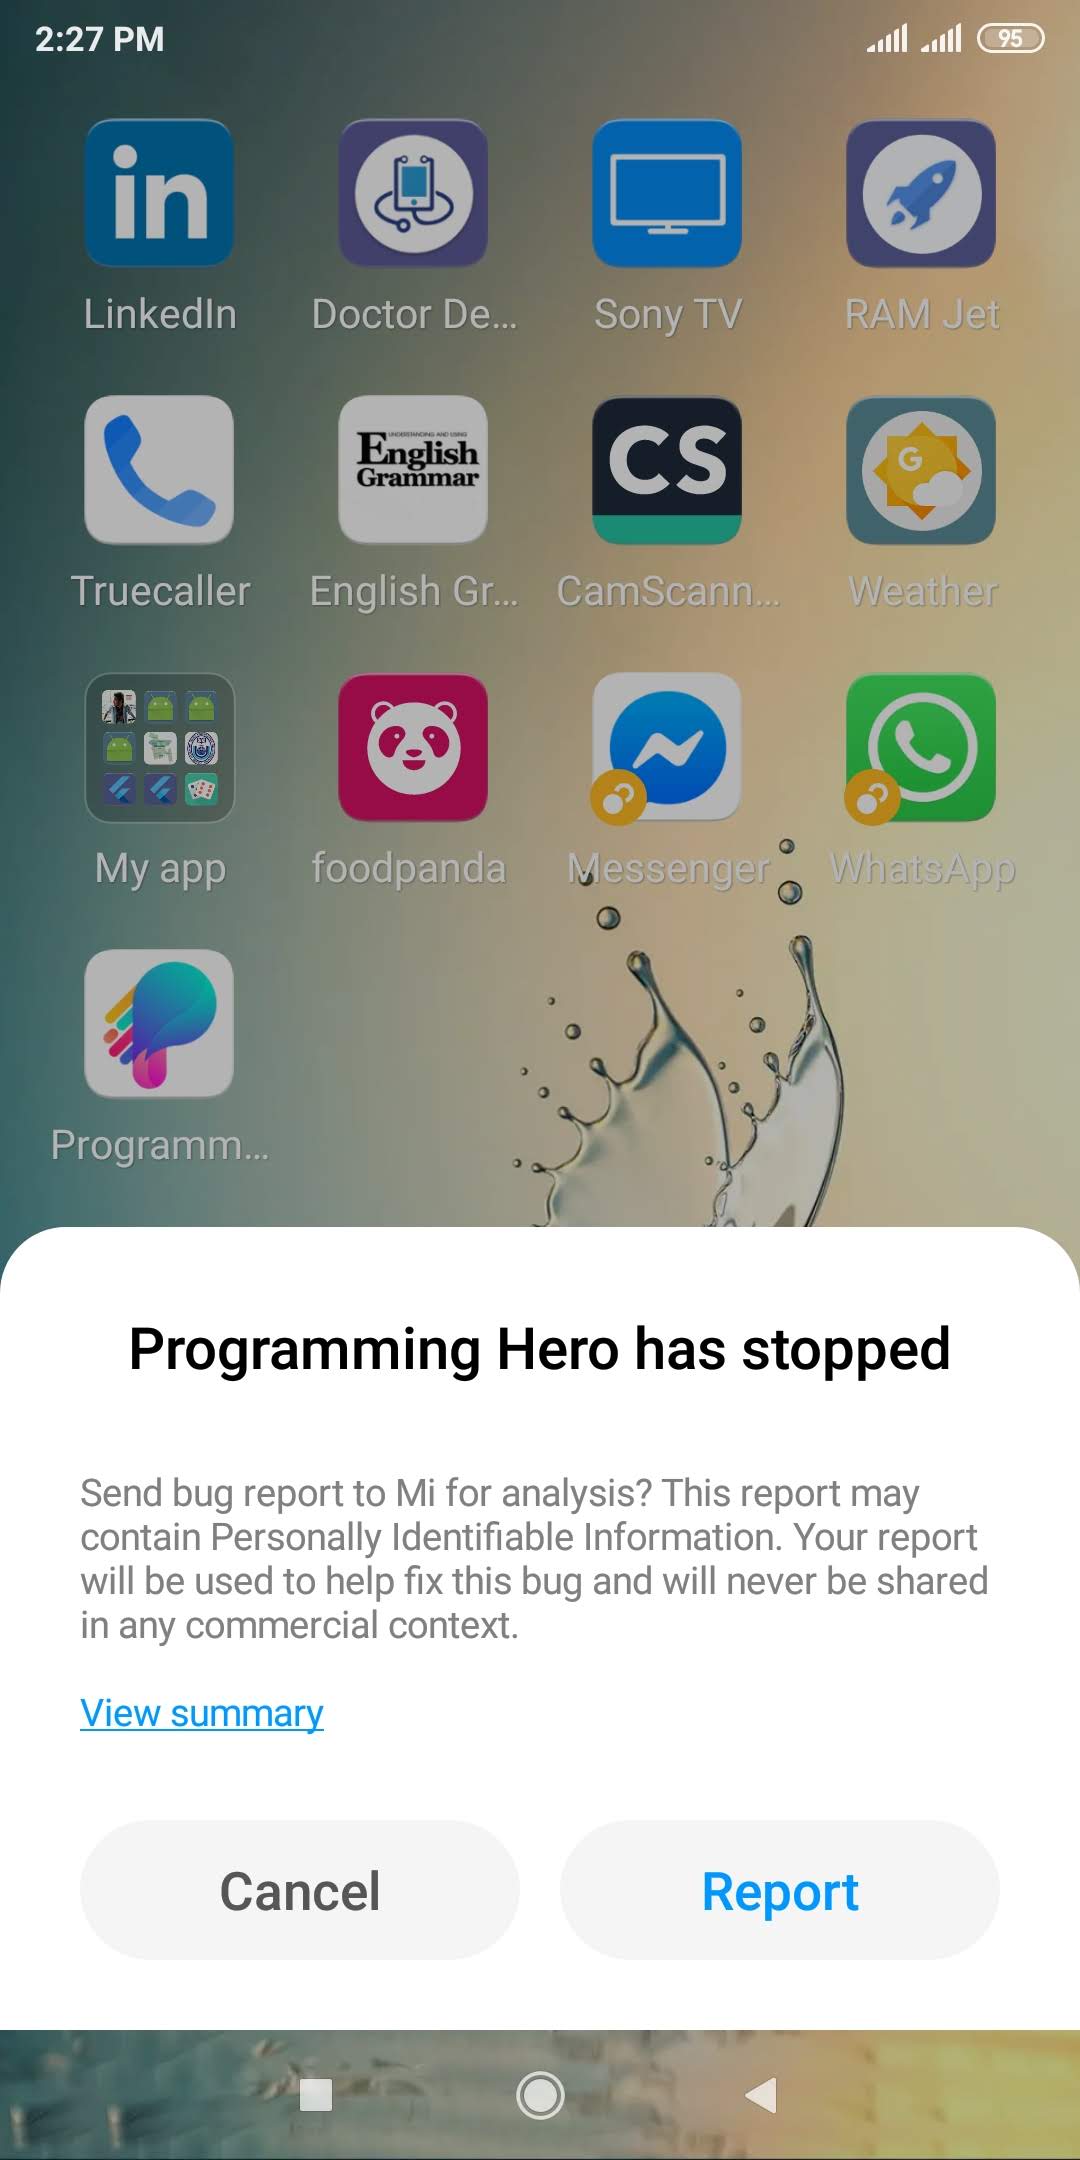 2:27 PM
95
in
LinkedIn
Doctor De...
Sony TV
RAM Jet
UNDERSTANDING AND USING
English
Grammar
CS
G
Truecaller
English Gr...
CamScann...
Weather
My app
foodpanda
Messenger
WhatsApp
Programm...
Programming Hero has stopped
Send bug report to Mi for analysis? This report may
contain Personally Identifiable Information. Your report
will be used to help fix this bug and will never be shared
in any commercial context.
View summary
Cancel
Report